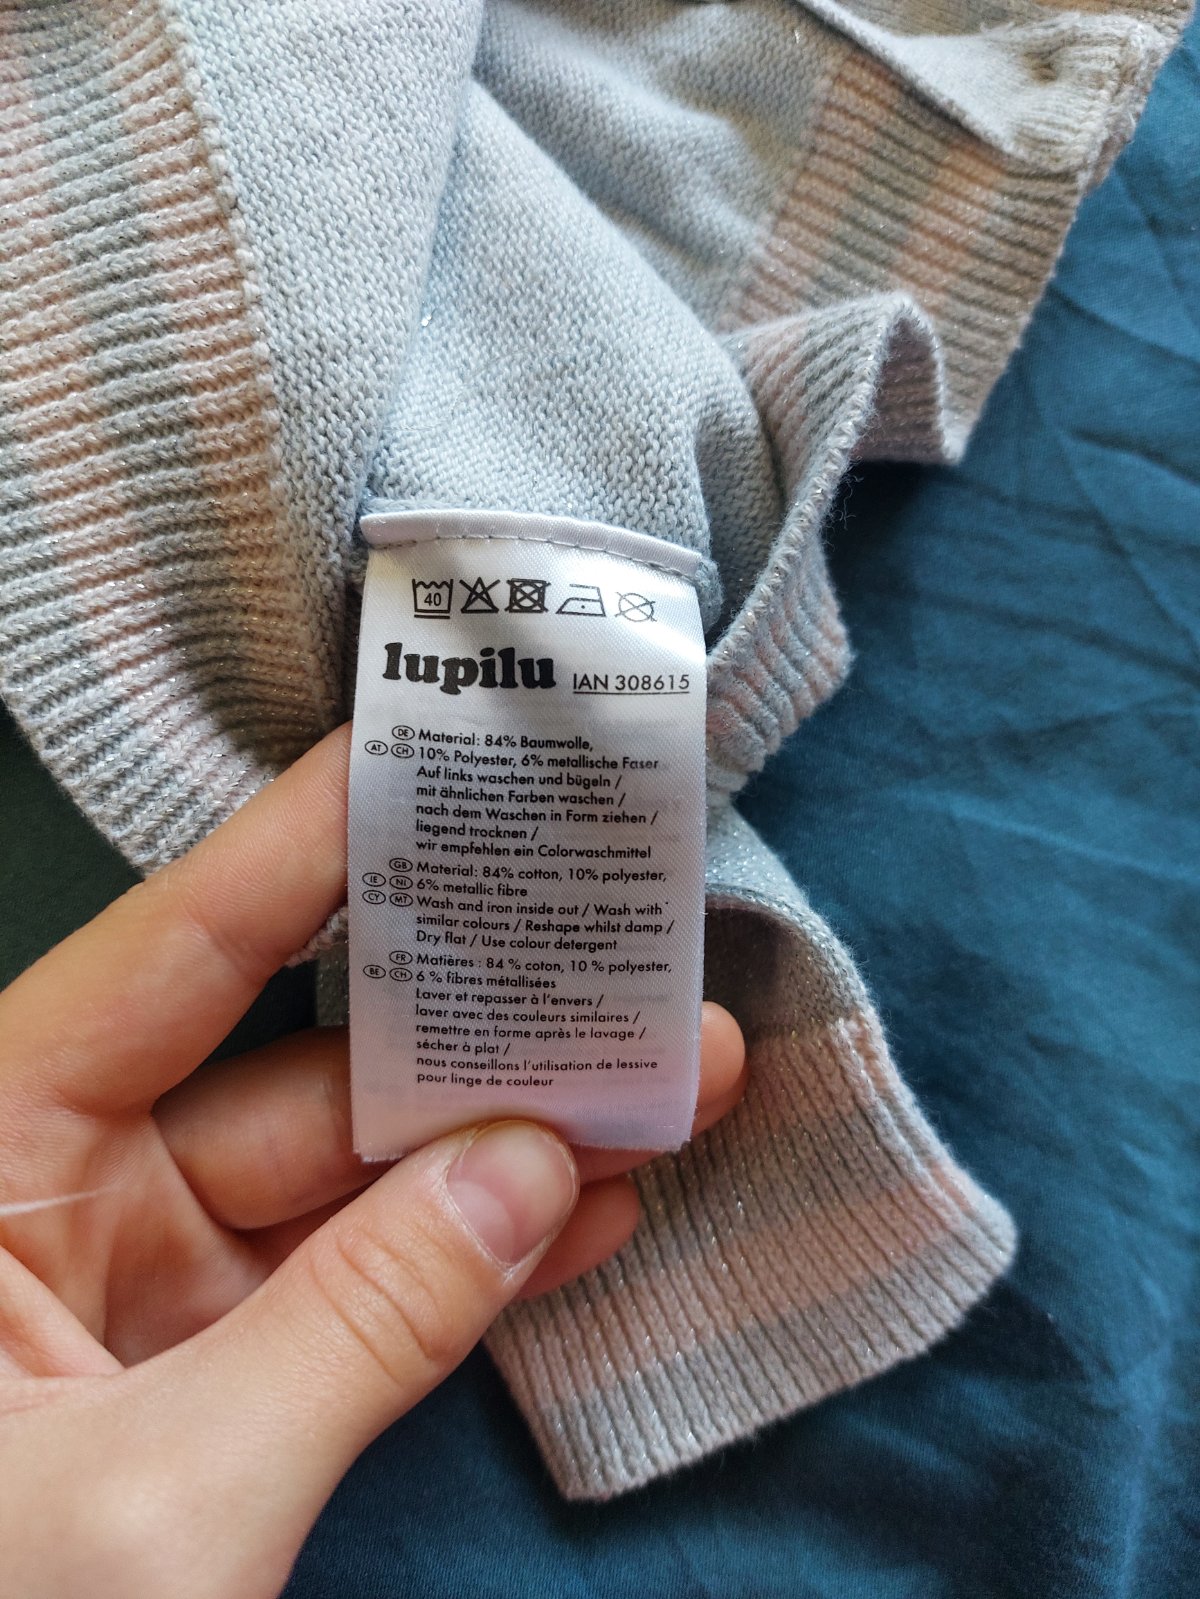 40
lupilu IAN 308615
DE Material: 84% Baumwolle,
AT CH 10% Polyester, 6% metallische Faser
Auf links waschen und bügeln /
mit ähnlichen Farben waschen /
nach dem Waschen in Form ziehen /
liegend trocknen /
wir empfehlen ein Colorwaschmittel
GB Material: 84% cotton, 10% polyester,
IE NI 6% metallic fibre
CY MT Wash and iron inside out / Wash with
similar colours / Reshape whilst damp /
Dry flat / Use colour detergent
FR Matières : 84 % coton, 10 % polyester,
BE CH 6 % fibres métallisées
Laver et repasser à l'envers /
laver avec des couleurs similaires /
remettre en forme après le lavage /
sécher à plat /
nous conseillons l'utilisation de lessive
pour linge de couleur